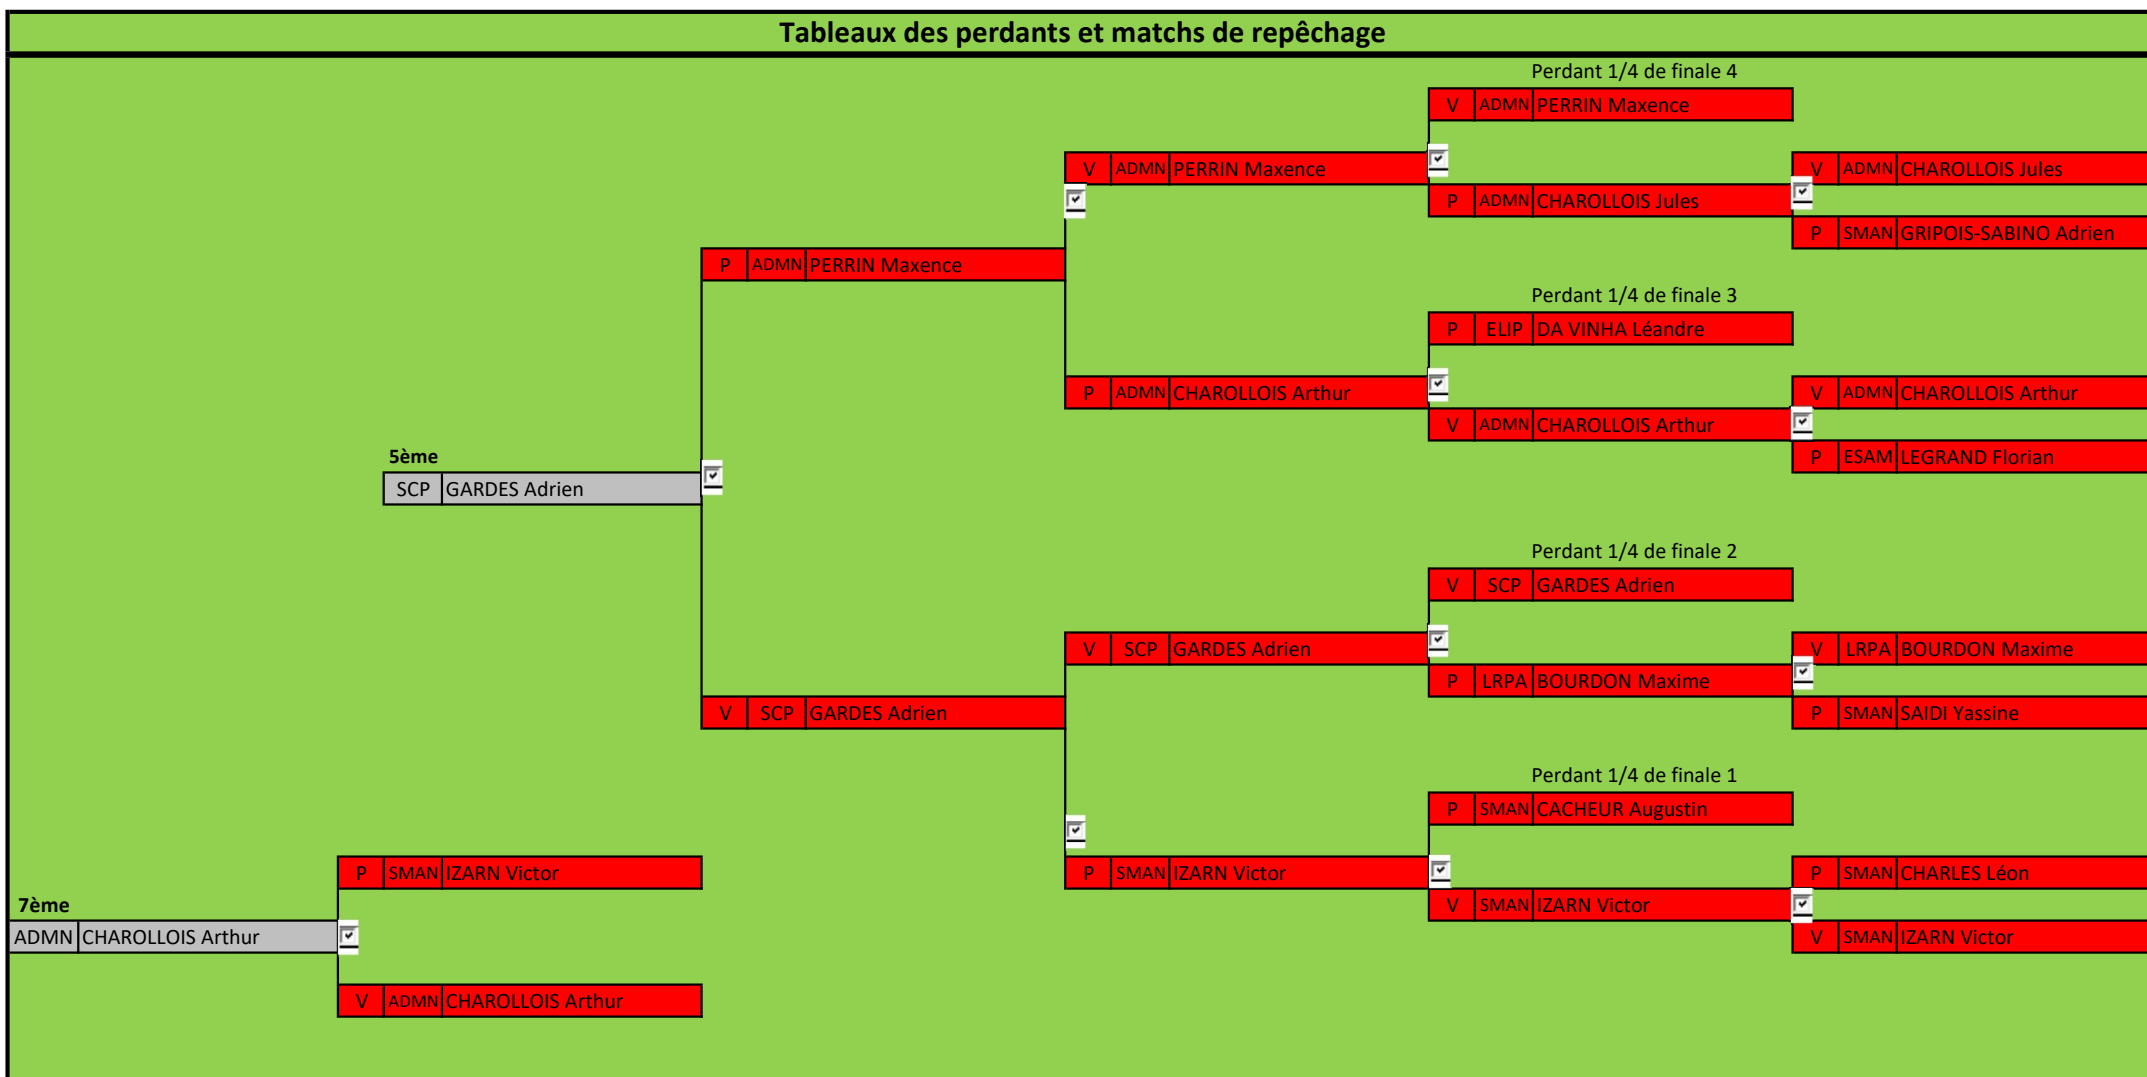 Tableaux des perdants et matchs de repêchage
Perdant 1/4 de finale 4
V ADMN PERRIN Maxence
V ADMN PERRIN Maxence
V ADMN CHAROLLOIS Jules
P ADMN CHAROLLOIS Jules
P SMAN GRIPOIS-SABINO Adrien
P ADMN PERRIN Maxence
Perdant 1/4 de finale 3
P ELIP DA VINHA Léandre
P ADMN CHAROLLOIS Arthur
V ADMN CHAROLLOIS Arthur
V ADMN CHAROLLOIS Arthur
5ème
P ESAM LEGRAND Florian
SCP GARDES Adrien
Perdant 1/4 de finale 2
V SCP GARDES Adrien
V SCP GARDES Adrien
V LRPA BOURDON Maxime
P LRPA BOURDON Maxime
V SCP GARDES Adrien
P SMAN SAIDI Yassine
Perdant 1/4 de finale 1
P SMAN CACHEUR Augustin
P SMAN IZARN Victor
P SMAN IZARN Victor
P SMAN CHARLES Léon
7ème
V SMAN IZARN Victor
ADMN CHAROLLOIS Arthur
V SMAN IZARN Victor
V ADMN CHAROLLOIS Arthur